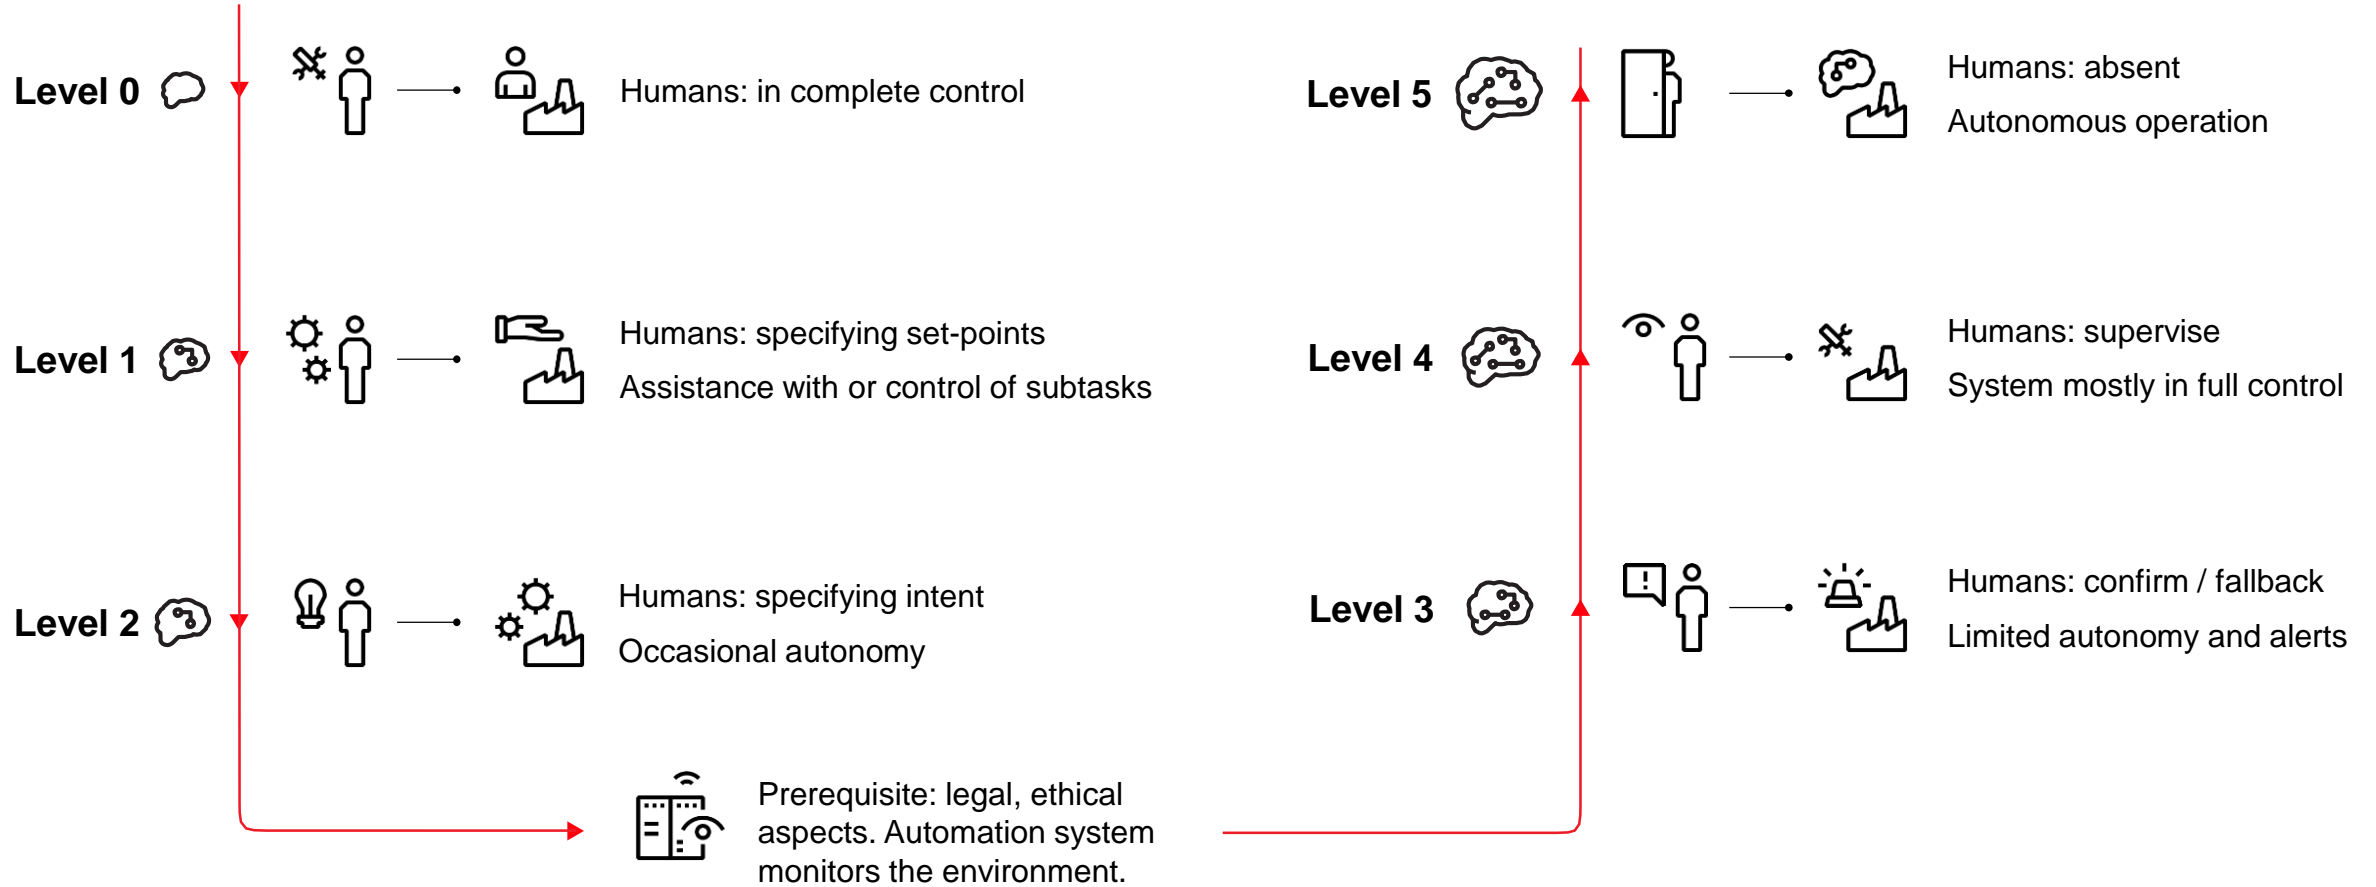 Level 0
Humans: in complete control
Level 1
Humans: specifying set-points
Assistance with or control of subtasks
Level 2
Humans: specifying intent
Occasional autonomy
Prerequisite: legal, ethical
aspects. Automation system
monitors the environment.
Level 3
Humans: confirm / fallback
Limited autonomy and alerts
Level 4
Humans: supervise
System mostly in full control
Level 5
Humans: absent
Autonomous operation